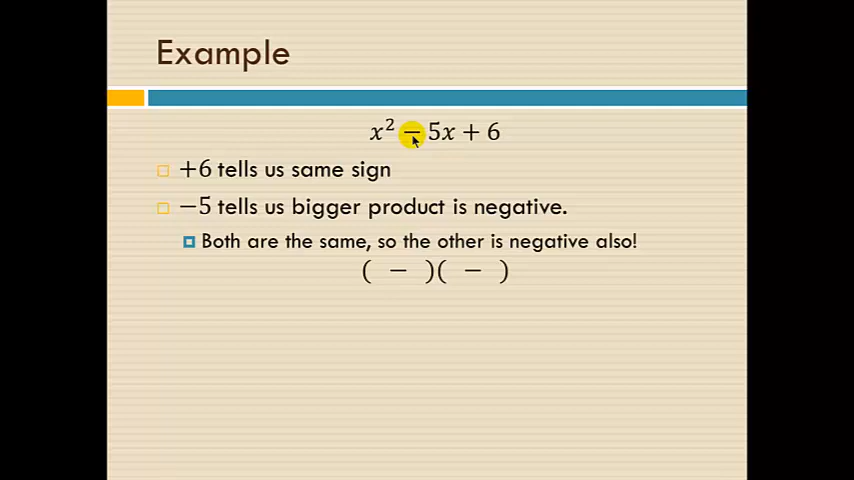 Example
x² − 5x + 6
+6 tells us same sign
−5 tells us bigger product is negative.
Both are the same, so the other is negative also!
( − )( − )